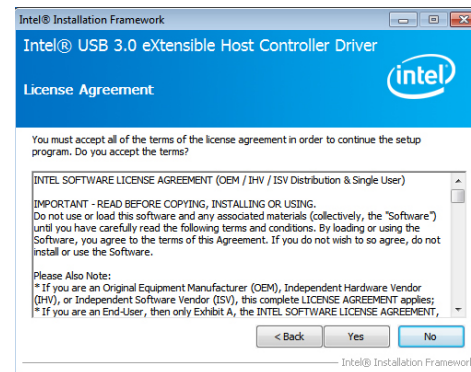 Intel® Installation Framework
Intel® USB 3.0 eXtensible Host Controller Driver
intel
License Agreement
You must accept all of the terms of the license agreement in order to continue the setup
program. Do you accept the terms?
INTEL SOFTWARE LICENSE AGREEMENT (OEM / IHV / ISV Distribution & Single User)
IMPORTANT - READ BEFORE COPYING, INSTALLING OR USING.
Do not use or load this software and any associated materials (collectively, the "Software")
until you have carefully read the following terms and conditions. By loading or using the
Software, you agree to the terms of this Agreement. If you do not wish to so agree, do not
install or use the Software.
Please Also Note:
* If you are an Original Equipment Manufacturer (OEM), Independent Hardware Vendor
(IHV), or Independent Software Vendor (ISV), this complete LICENSE AGREEMENT applies;
* If you are an End-User, then only Exhibit A, the INTEL SOFTWARE LICENSE AGREEMENT,
< Back Yes No
Intel® Installation Framework